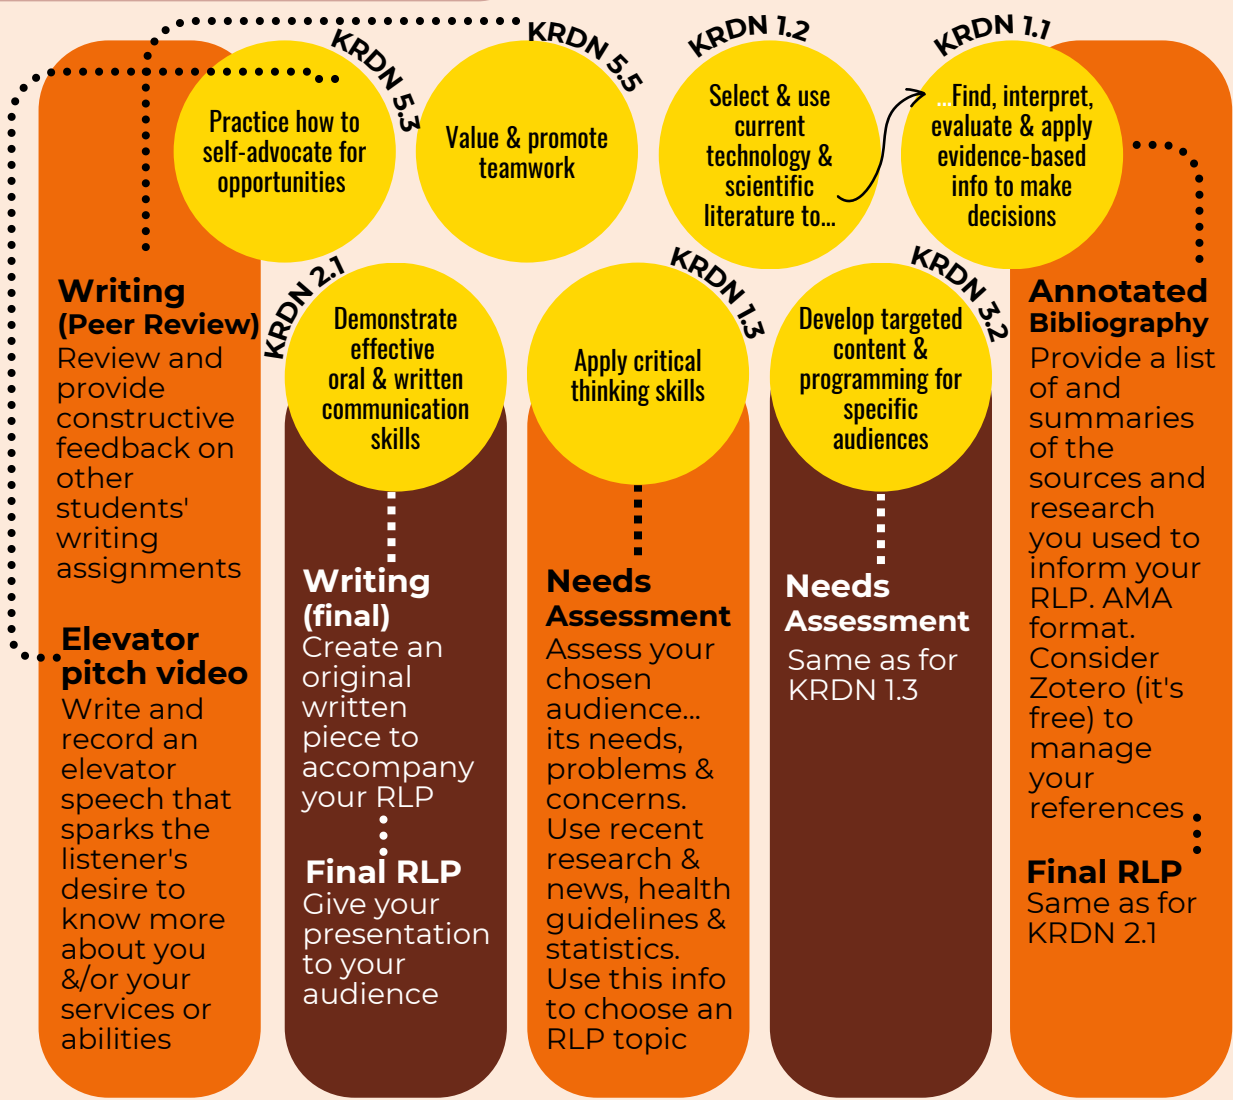 KRDN 5.3
Practice how to
self-advocate for
opportunities
KRDN 5.5
Value & promote
teamwork
KRDN 1.2
Select & use
current
technology &
scientific
literature to...
KRDN 1.1
...Find, interpret,
evaluate & apply
evidence-based
info to make
decisions
Writing
(Peer Review)
Review and
provide
constructive
feedback on
other
students'
writing
assignments
Elevator
pitch video
Write and
record an
elevator
speech that
sparks the
listener's
desire to
know more
about you
&/or your
services or
abilities
KRDN 2.1
Demonstrate
effective
oral & written
communication
skills
Writing
(final)
Create an
original
written
piece to
accompany
your RLP
Final RLP
Give your
presentation
to your
audience
KRDN 1.3
Apply critical
thinking skills
Needs
Assessment
Assess your
chosen
audience...
its needs,
problems &
concerns.
Use recent
research &
news, health
guidelines &
statistics.
Use this info
to choose an
RLP topic
KRDN 3.2
Develop targeted
content &
programming for
specific
audiences
Needs
Assessment
Same as for
KRDN 1.3
Annotated
Bibliography
Provide a list
of and
summaries
of the
sources and
research
you used to
inform your
RLP. AMA
format.
Consider
Zotero (it's
free) to
manage
your
references
Final RLP
Same as for
KRDN 2.1